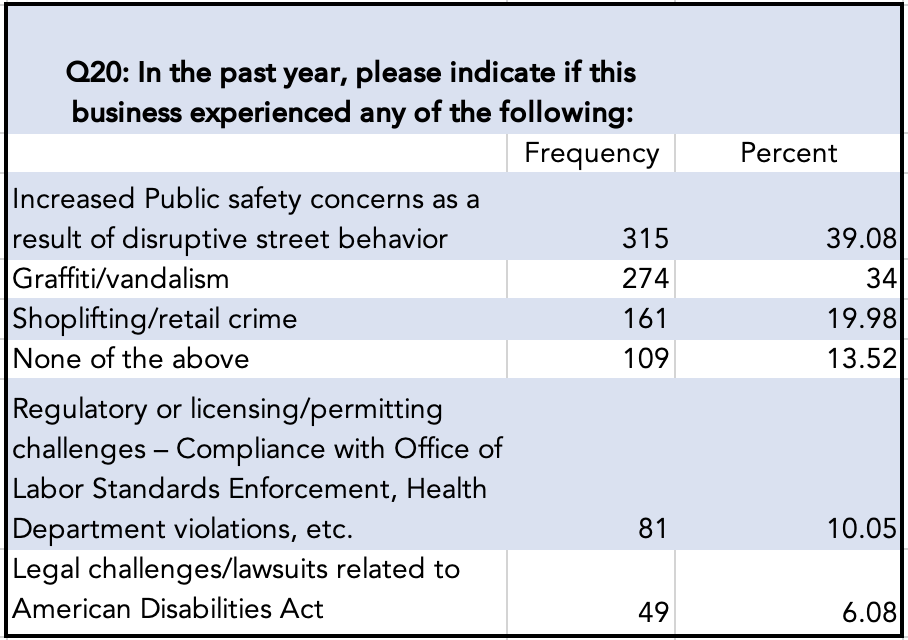 Q20: In the past year, please indicate if this
business experienced any of the following:
Frequency Percent
Increased Public safety concerns as a
result of disruptive street behavior 315 39.08
Graffiti/vandalism 274 34
Shoplifting/retail crime 161 19.98
None of the above 109 13.52
Regulatory or licensing/permitting
challenges – Compliance with Office of
Labor Standards Enforcement, Health
Department violations, etc. 81 10.05
Legal challenges/lawsuits related to
American Disabilities Act 49 6.08